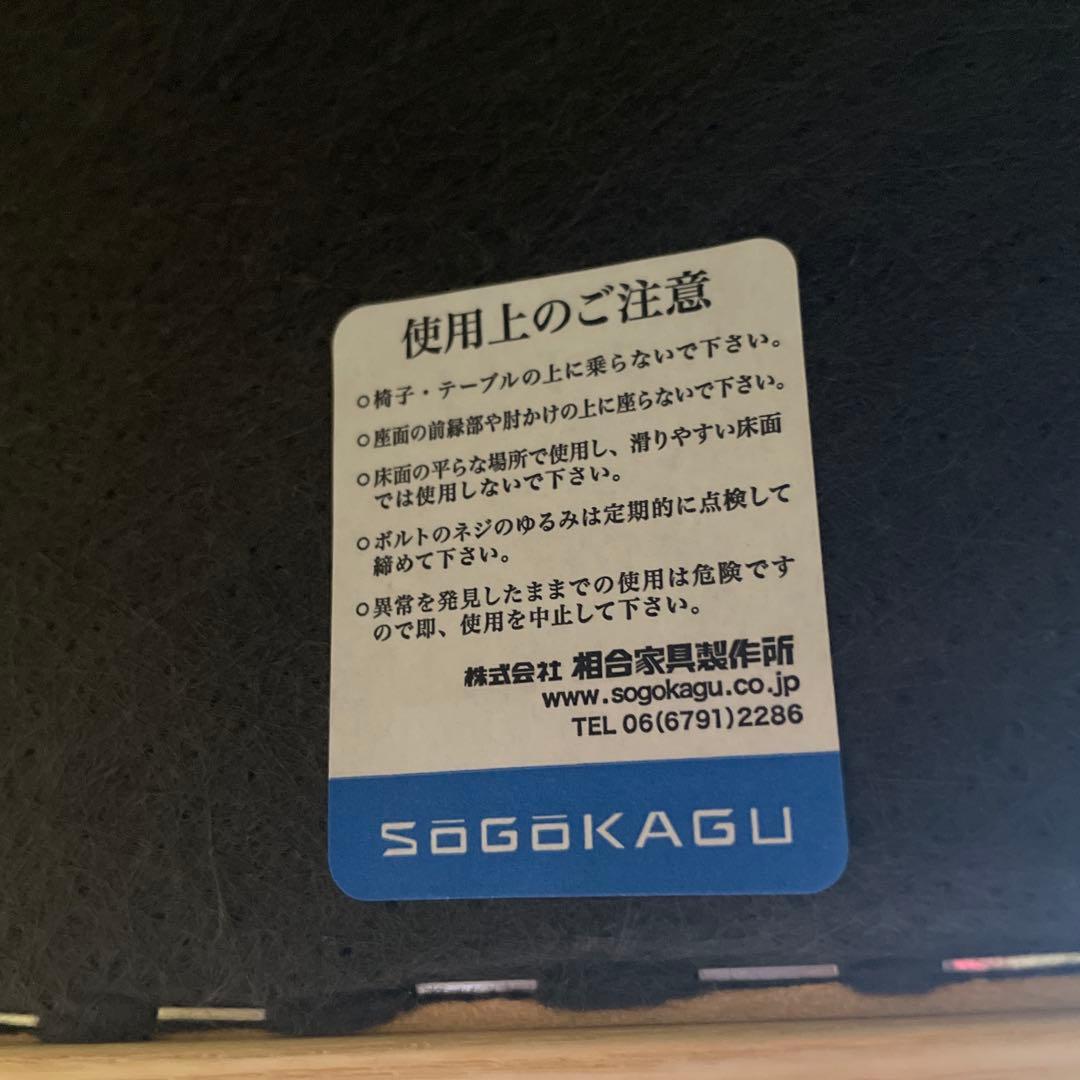 使用上のご注意
○椅子・テーブルの上に乗らないで下さい。
○座面の前縁部や肘かけの上に座らないで下さい。
○床面の平らな場所で使用し、滑りやすい床面
では使用しないで下さい。
○ボルトのネジのゆるみは定期的に点検して
締めて下さい。
○異常を発見したままでの使用は危険です
ので即、使用を中止して下さい。
株式会社 相合家具製作所
www.sogokagu.co.jp
TEL 06(6791)2286
SōGōKAGU